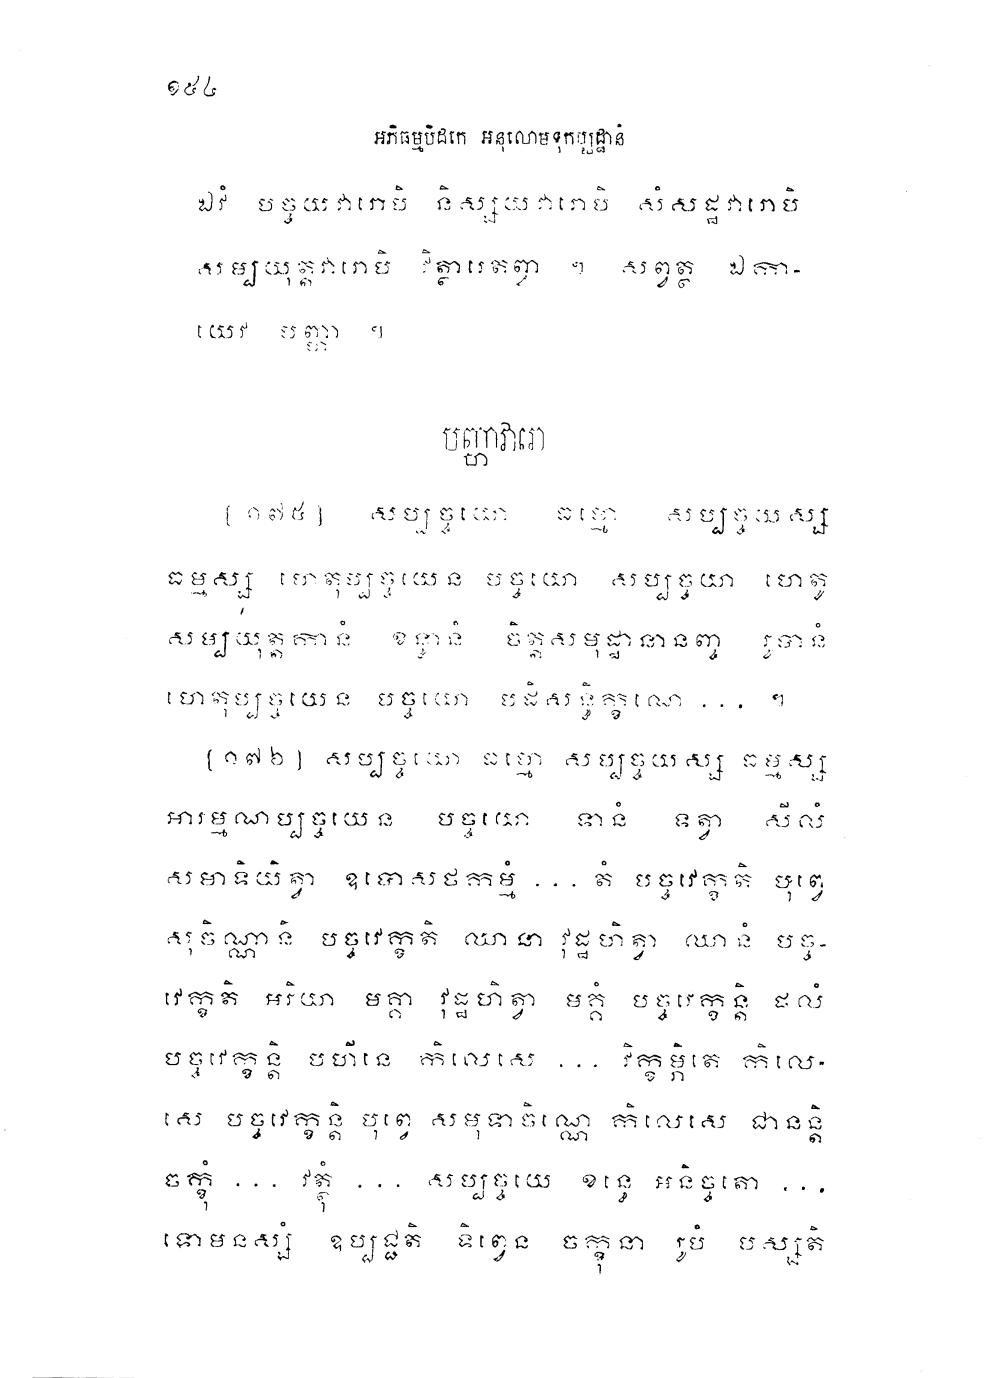 ១៥៤
អភិធម្មបិដកេ អនុលោមទុកប្បដ្ឋានំ
ឯវំ បច្ចយវារោបិ និស្សយវារោបិ សំសដ្ឋវារោបិ
សម្បយុត្តវារោបិ វិត្ថារេតញ្វា ។ សព្វត្ថ ឯកា-
យេវ បញ្ហា ។
បញ្ហាវារោ
[១៧៥] សប្បច្ចយោ ធម្មោ សប្បច្ចយស្ស
ធម្មស្ស ហេតុប្បច្ចយេន បច្ចយោ សប្បច្ចយា ហេតូ
សម្បយុត្តកានំ ខន្ធានំ ចិត្តសមុដ្ឋានានញ្ច រូបានំ
ហេតុប្បច្ចយេន បច្ចយោ បដិសន្ធិក្ខណេ ... ។
[១៧៦] សប្បច្ចយោ ធម្មោ សប្បច្ចយស្ស ធម្មស្ស
អារម្មណប្បច្ចយេន បច្ចយោ ទានំ ទត្វា សីលំ
សមាទិយិត្វា ឧបោសថកម្មំ ... តំ បច្ចវេក្ខតិ បុព្វេ
សុចិណ្ណានិ បច្ចវេក្ខតិ ឈានា វុដ្ឋហិត្វា ឈានំ បច្ច-
វេក្ខតិ អរិយា មគ្គា វុដ្ឋហិត្វា មគ្គំ បច្ចវេក្ខន្តិ ផលំ
បច្ចវេក្ខន្តិ បហីនេ កិលេសេ ... វិក្ខម្ភិតេ កិលេ-
សេ បច្ចវេក្ខន្តិ បុព្វេ សមុទាចិណ្ណេ កិលេសេ ជានន្តិ
ចក្ខុំ ... វត្ថុំ ... សប្បច្ចយេ ខន្ធេ អនិច្ចតោ ...
ទោមនស្សំ ឧប្បជ្ជតិ ទិព្វេន ចក្ខុនា រូបំ បស្សតិ